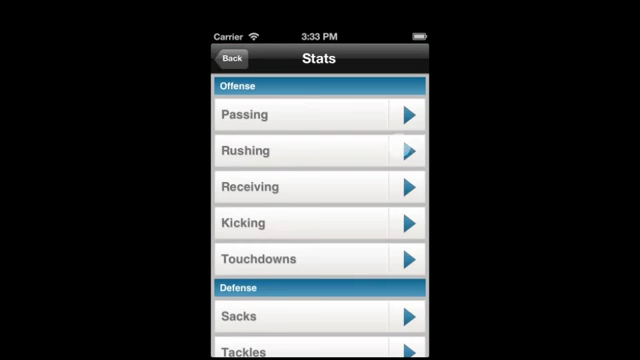 Carrier 3:33 PM
Back Stats
Offense
Passing
Rushing
Receiving
Kicking
Touchdowns
Defense
Sacks
Tackles